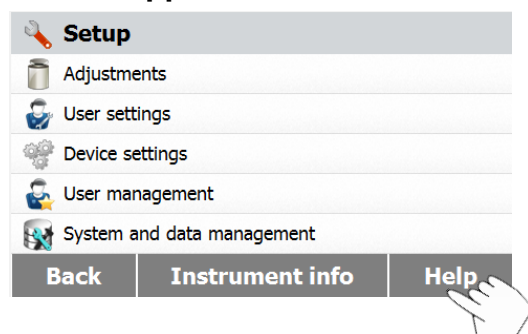 Setup
Adjustments
User settings
Device settings
User management
System and data management
Back Instrument info Help